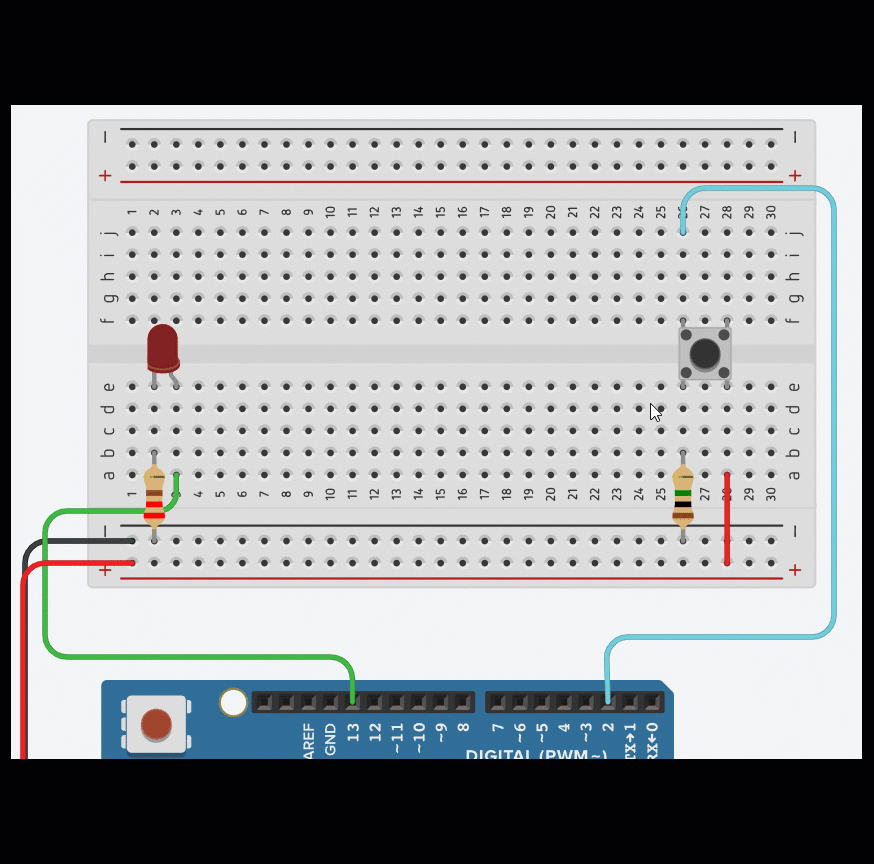 − −
+ +
1 2 3 4 5 6 7 8 9 10 11 12 13 14 15 16 17 18 19 20 21 22 23 24 25 26 27 28 29 30
j j
i i
h h
g g
f f
e e
d d
c c
b b
a a
1 3 4 5 6 7 8 9 10 11 12 13 14 15 16 17 18 19 20 21 22 23 24 25 27 28 29 30
− −
+ +
AREF GND 13 12 ~11 ~10 ~9 8 7 ~6 ~5 4 ~3 2 TX→1 RX←0
DIGITAL (PWM~)